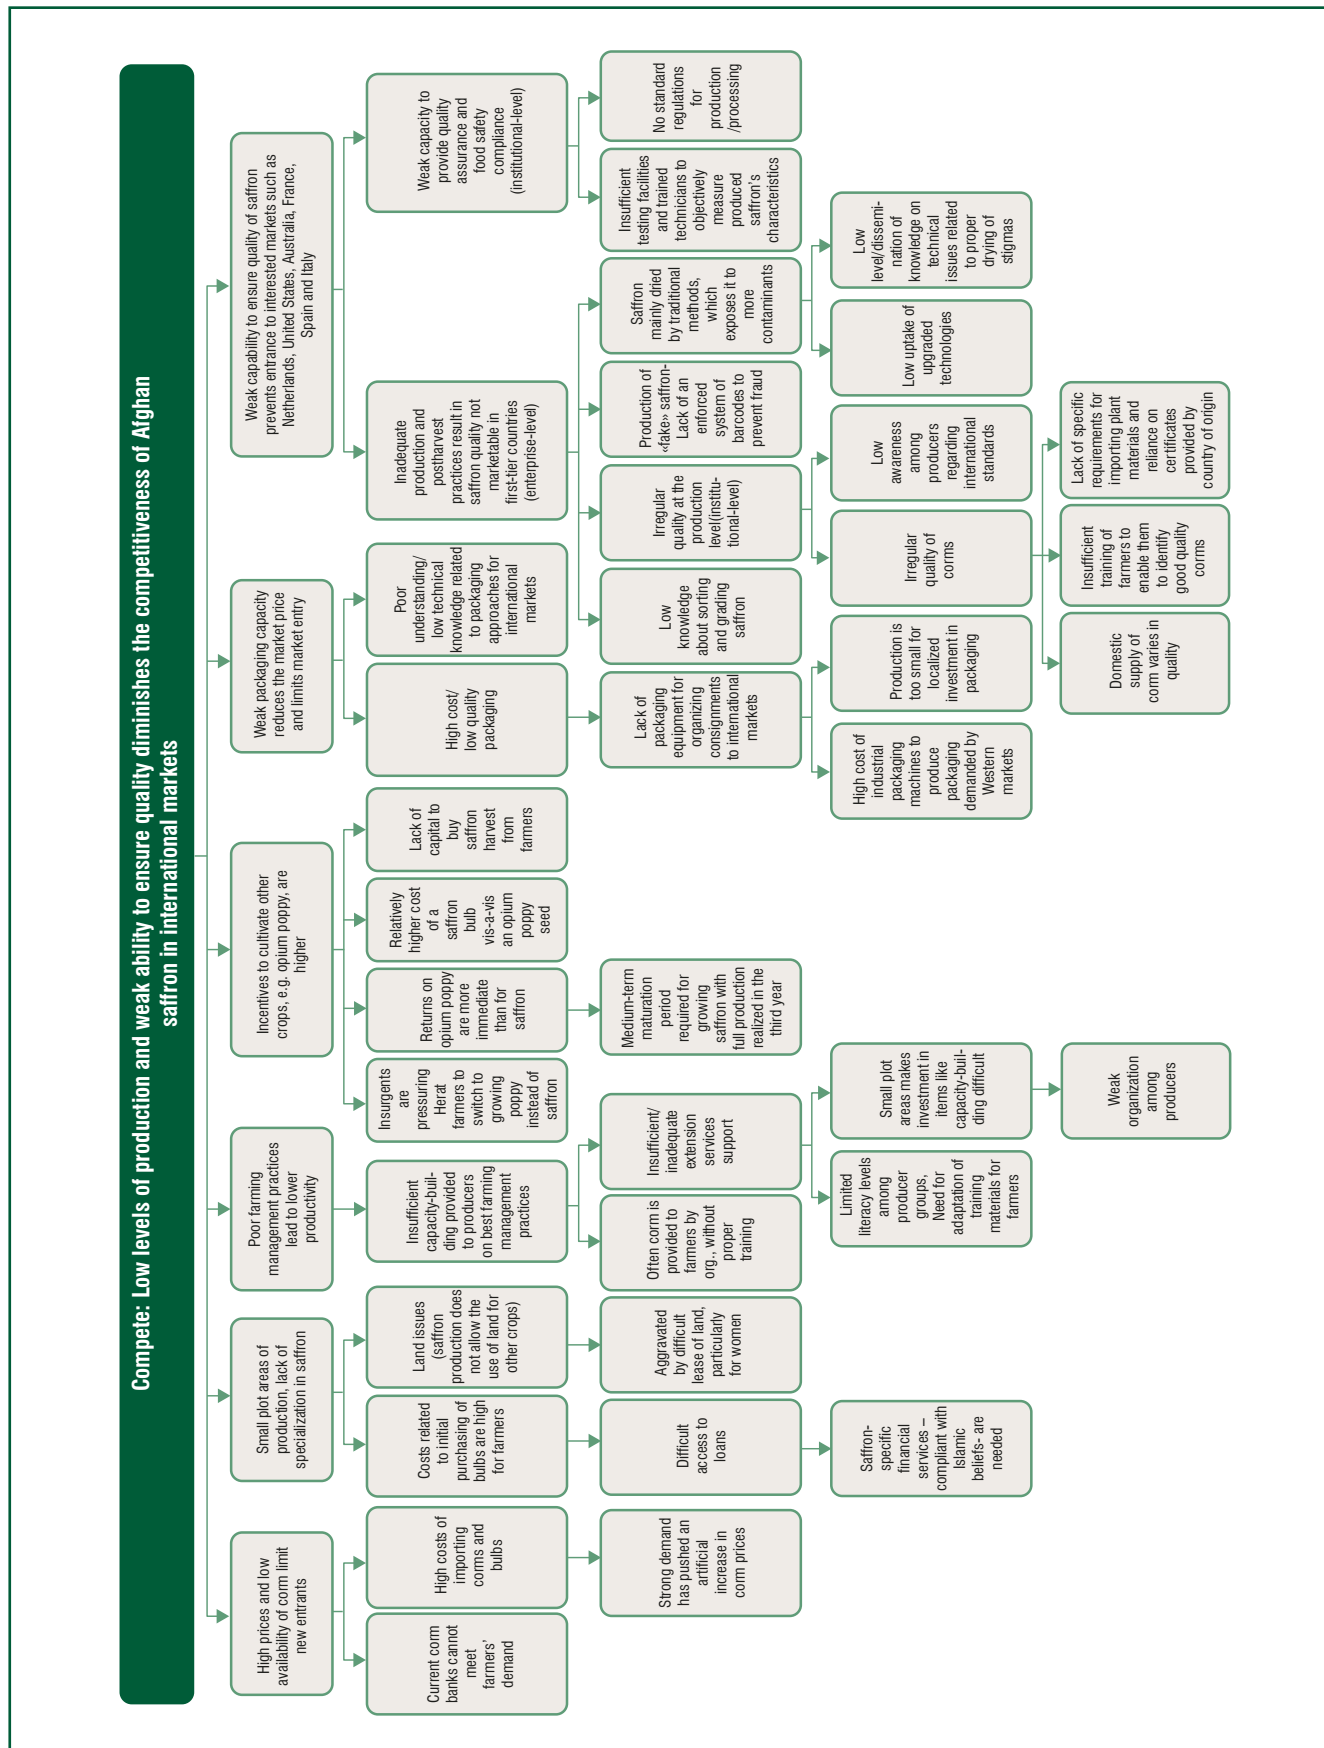 Compete: Low levels of production and weak ability to ensure quality diminishes the competitiveness of Afghan
saffron in international markets
High prices and low
availability of corm limit
new entrants
Small plot areas of
production, lack of
specialization in saffron
Poor farming
management practices
lead to lower
productivity
Incentives to cultivate other
crops, e.g. opium poppy, are
higher
Weak packaging capacity
reduces the market price
and limits market entry
Weak capability to ensure quality of saffron
prevents entrance to interested markets such as
Netherlands, United States, Australia, France,
Spain and Italy
Current corm
banks cannot
meet
farmers'
demand
High costs of
importing
corms and
bulbs
Costs related
to initial
purchasing of
bulbs are high
for farmers
Land issues
(saffron
production does
not allow the
use of land for
other crops)
Insufficient
capacity-buil-
ding provided
to producers
on best farming
management
practices
Insurgents
are
pressuring
Herat
farmers to
switch to
growing
poppy
instead of
saffron
Returns on
opium poppy
are more
immediate
than for
saffron
Relatively
higher cost
of a
saffron
bulb
vis-a-vis
an opium
poppy
seed
Lack of
capital to
buy
saffron
harvest
from
farmers
High cost/
low quality
packaging
Poor
understanding/
low technical
knowledge related
to packaging
approaches for
international
markets
Inadequate
production and
postharvest
practices result in
saffron quality not
marketable in
first-tier countries
(enterprise-level)
Weak capacity to
provide quality
assurance and
food safety
compliance
(institutional-level)
Strong demand
has pushed an
artificial
increase in
corm prices
Difficult
access to
loans
Aggravated
by difficult
lease of land,
particularly
for women
Often corm is
provided to
farmers by
org., without
proper
training
Insufficient/
inadequate
extension
services
support
Medium-term
maturation
period
required for
growing
saffron with
full production
realized in the
third year
Lack of
packaging
equipment for
organizing
consignments
to international
markets
Low
knowledge
about sorting
and grading
saffron
Irregular
quality at the
production
level(institu-
tional-level)
Production of
«fake» saffron-
Lack of an
enforced
system of
barcodes to
prevent fraud
Saffron
mainly dried
by traditional
methods,
which
exposes it to
more
contaminants
Insufficient
testing facilities
and trained
technicians to
objectively
measure
produced
saffron's
characteristics
No standard
regulations
for
production
/processing
Saffron-
specific
financial
services –
compliant with
Islamic
beliefs- are
needed
Limited
literacy levels
among
producer
groups,
Need for
adaption of
training
materials for
farmers
Small plot
areas makes
investment in
items like
capacity-buil-
ding difficult
High cost of
industrial
packaging
machines to
produce
packaging
demanded by
Western
markets
Production is
too small for
localized
investment in
packaging
Irregular
quality of
corms
Low
awareness
among
producers
regarding
international
standards
Low uptake of
upgraded
technologies
Low
level/dissemi-
nation of
knowledge on
technical
issues related
to proper
drying of
stigmas
Weak
organization
among
producers
Domestic
supply of
corm varies in
quality
Insufficient
training of
farmers to
enable them
to identify
good quality
corms
Lack of specific
requirements for
importing plant
materials and
reliance on
certificates
provided by
country of origin